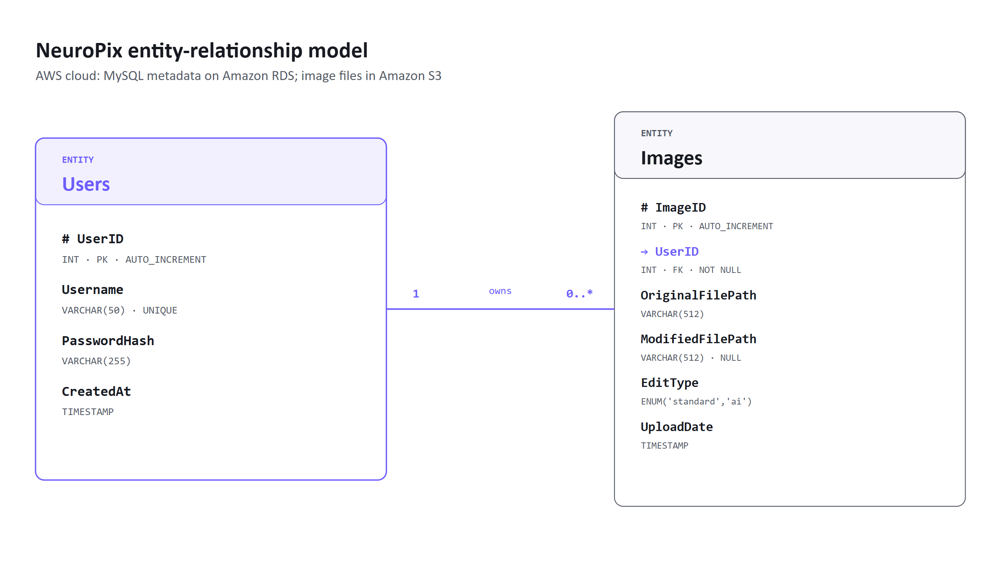 NeuroPix entity-relationship model
AWS cloud: MySQL metadata on Amazon RDS; image files in Amazon S3
ENTITY
Users
# UserID
INT · PK · AUTO_INCREMENT
Username
VARCHAR(50) · UNIQUE
PasswordHash
VARCHAR(255)
CreatedAt
TIMESTAMP
1
owns
0..*
ENTITY
Images
# ImageID
INT · PK · AUTO_INCREMENT
→ UserID
INT · FK · NOT NULL
OriginalFilePath
VARCHAR(512)
ModifiedFilePath
VARCHAR(512) · NULL
EditType
ENUM('standard','ai')
UploadDate
TIMESTAMP